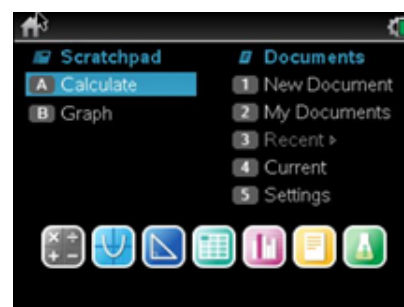 Scratchpad
A Calculate
B Graph
Documents
1 New Document
2 My Documents
3 Recent ▸
4 Current
5 Settings